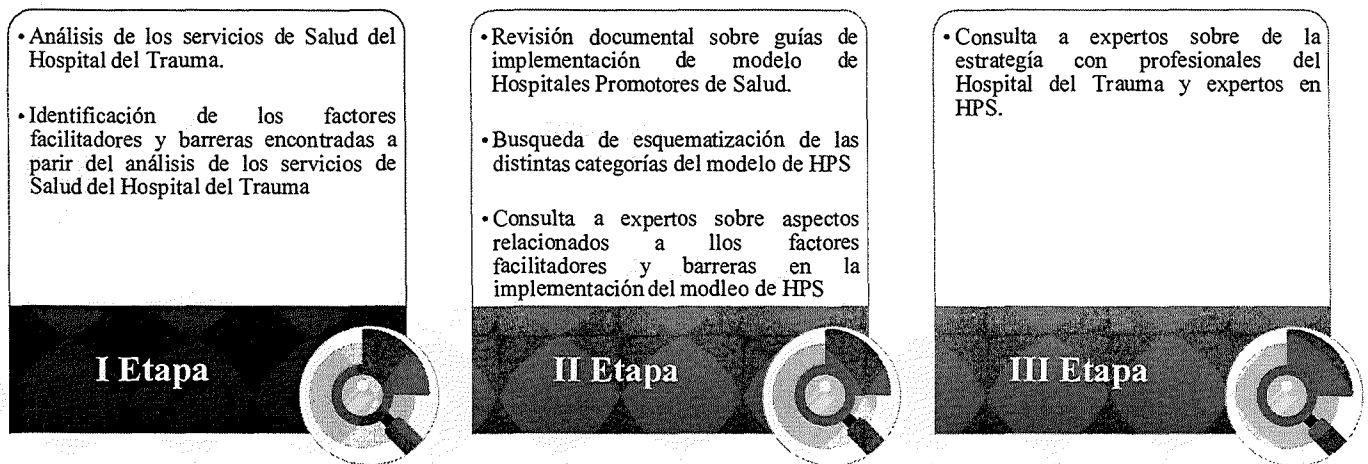 • Análisis de los servicios de Salud del
Hospital del Trauma.
• Identificación de los factores
facilitadores y barreras encontradas a
parir del análisis de los servicios de
Salud del Hospital del Trauma
I Etapa
• Revisión documental sobre guías de
implementación de modelo de
Hospitales Promotores de Salud.
• Busqueda de esquematización de las
distintas categorías del modelo de HPS
• Consulta a expertos sobre aspectos
relacionados a llos factores
facilitadores y barreras en la
implementación del modleo de HPS
II Etapa
• Consulta a expertos sobre de la
estrategía con profesionales del
Hospital del Trauma y expertos en
HPS.
III Etapa